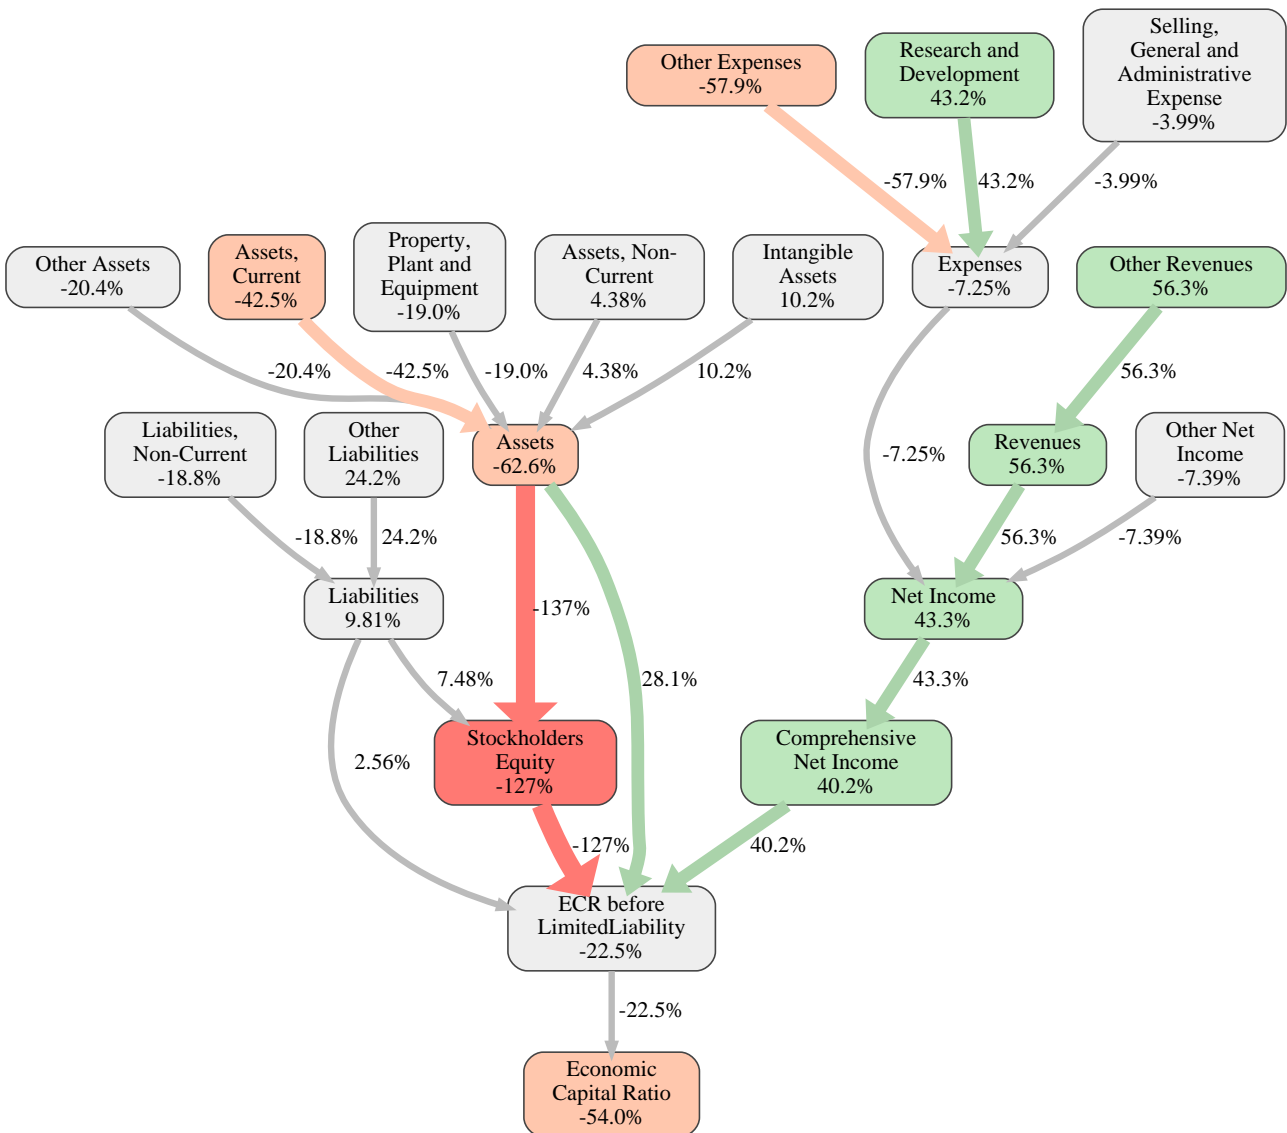 Selling,
General and
Administrative
Expense
-3.99%
Research and
Development
43.2%
Other Expenses
-57.9%
-57.9%
43.2%
-3.99%
Property,
Plant and
Equipment
-19.0%
Other Assets
-20.4%
Assets,
Current
-42.5%
Assets, Non-
Current
4.38%
Intangible
Assets
10.2%
Expenses
-7.25%
Other Revenues
56.3%
-20.4%
-42.5%
-19.0%
4.38%
10.2%
56.3%
Liabilities,
Non-Current
-18.8%
Other
Liabilities
24.2%
Assets
-62.6%
-7.25%
Revenues
56.3%
Other Net
Income
-7.39%
-18.8%
24.2%
56.3%
-7.39%
Liabilities
9.81%
-137%
Net Income
43.3%
7.48%
28.1%
43.3%
2.56%
Stockholders
Equity
-127%
Comprehensive
Net Income
40.2%
-127%
40.2%
ECR before
LimitedLiability
-22.5%
-22.5%
Economic
Capital Ratio
-54.0%